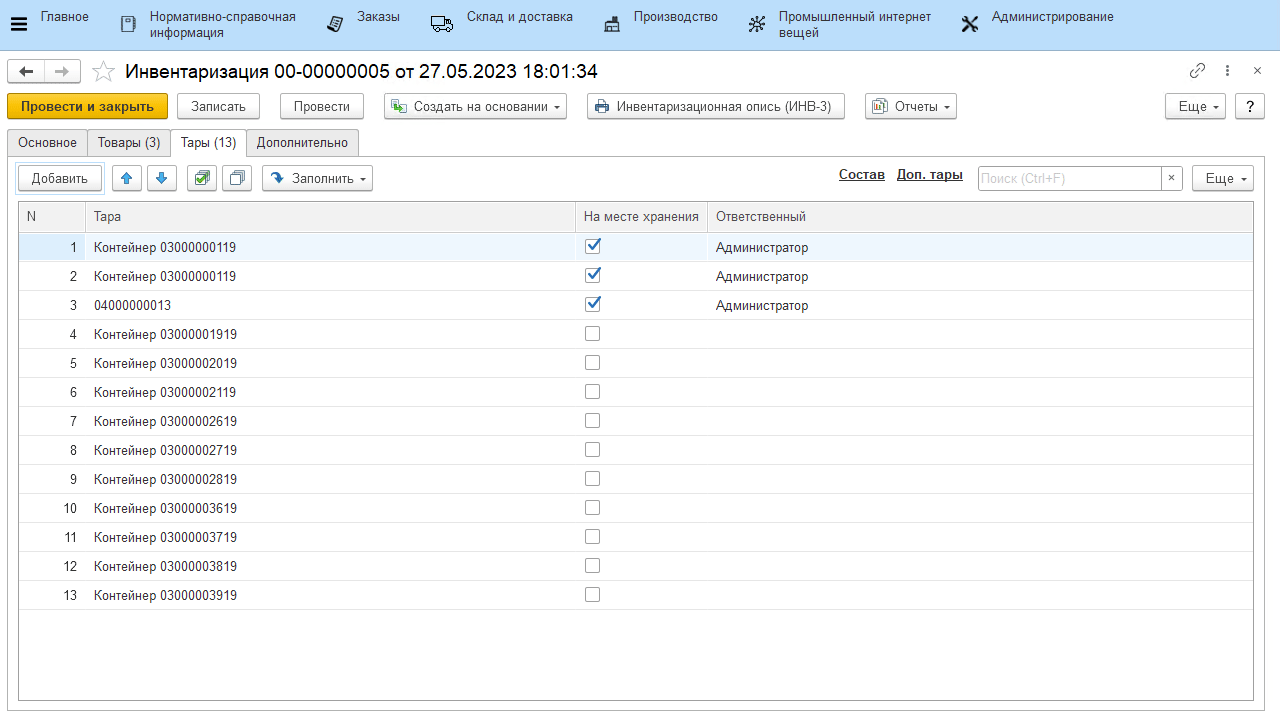 Главное
Нормативно-справочная
информация
Заказы
Склад и доставка
Производство
Промышленный интернет
вещей
Администрирование
Инвентаризация 00-00000005 от 27.05.2023 18:01:34
Провести и закрыть
Записать
Провести
Создать на основании
Инвентаризационная опись (ИНВ-3)
Отчеты
Еще
?
Основное
Товары (3)
Тары (13)
Дополнительно
Добавить
Заполнить
Состав
Доп. тары
Поиск (Ctrl+F)
×
Еще
N Тара На месте хранения Ответственный
1 Контейнер 03000000119 Администратор
2 Контейнер 03000000119 Администратор
3 04000000013 Администратор
4 Контейнер 03000001919
5 Контейнер 03000002019
6 Контейнер 03000002119
7 Контейнер 03000002619
8 Контейнер 03000002719
9 Контейнер 03000002819
10 Контейнер 03000003619
11 Контейнер 03000003719
12 Контейнер 03000003819
13 Контейнер 03000003919